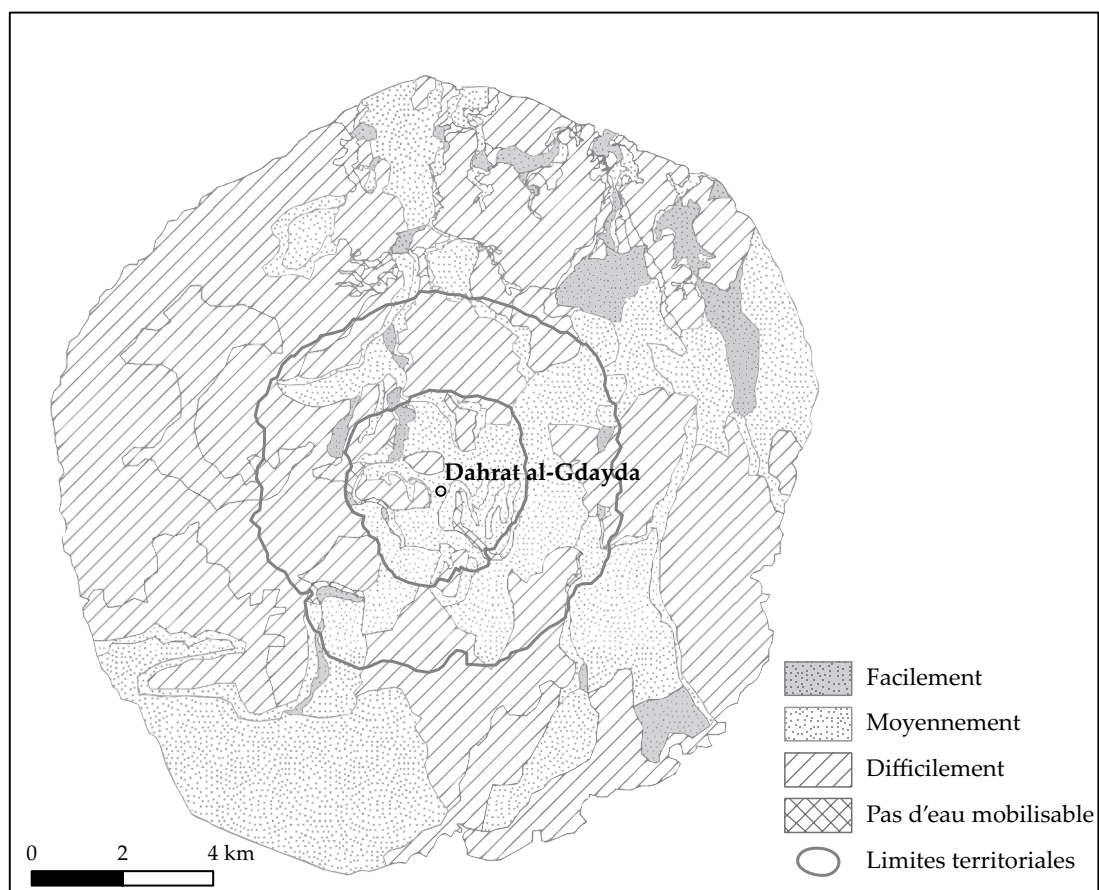 Dahrat al-Gdayda
Facilement
Moyennement
Difficilement
Pas d'eau mobilisable
Limites territoriales
0 2 4 km